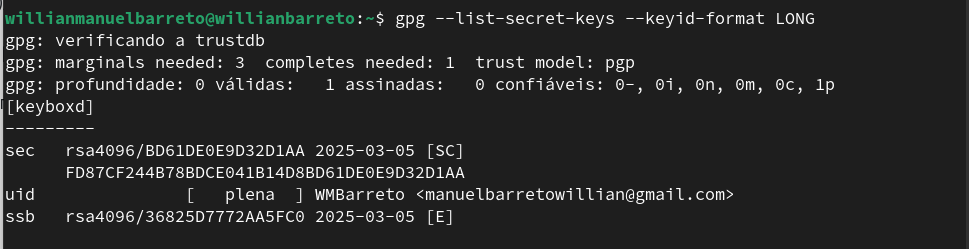 willianmanuelbarreto@willianbarreto:~$ gpg --list-secret-keys --keyid-format LONG
gpg: verificando a trustdb
gpg: marginals needed: 3  completes needed: 1  trust model: pgp
gpg: profundidade: 0 válidas:   1 assinadas:   0 confiáveis: 0-, 0i, 0n, 0m, 0c, 1p
[keyboxd]
---------
sec   rsa4096/BD61DE0E9D32D1AA 2025-03-05 [SC]
      FD87CF244B78BDCE041B14D8BD61DE0E9D32D1AA
uid                 [   plena  ] WMBarreto <manuelbarretowillian@gmail.com>
ssb   rsa4096/36825D7772AA5FC0 2025-03-05 [E]